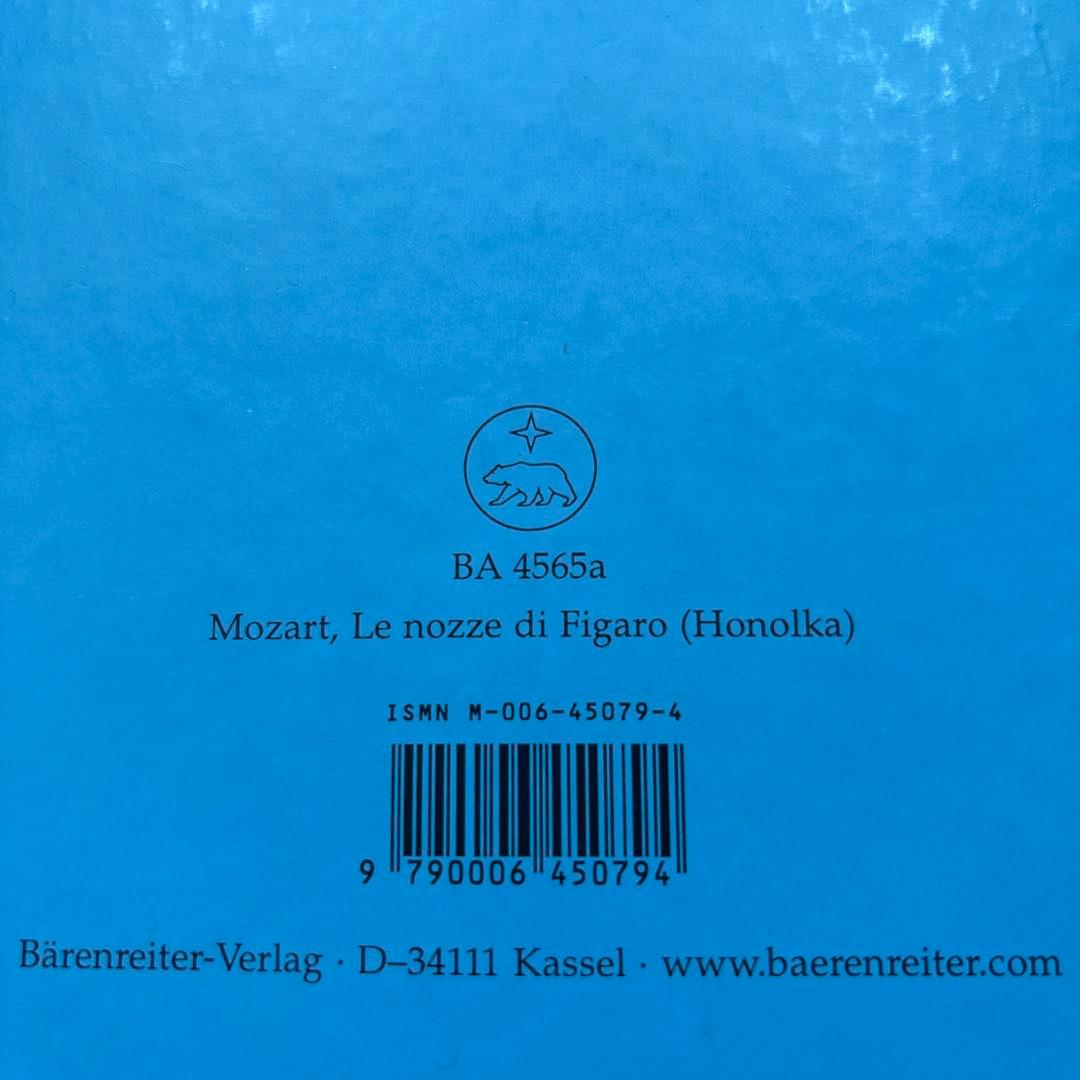 BA 4565a
Mozart, Le nozze di Figaro (Honolka)
ISMN M-006-45079-4
9 790006 450794
Bärenreiter-Verlag · D–34111 Kassel · www.baerenreiter.com